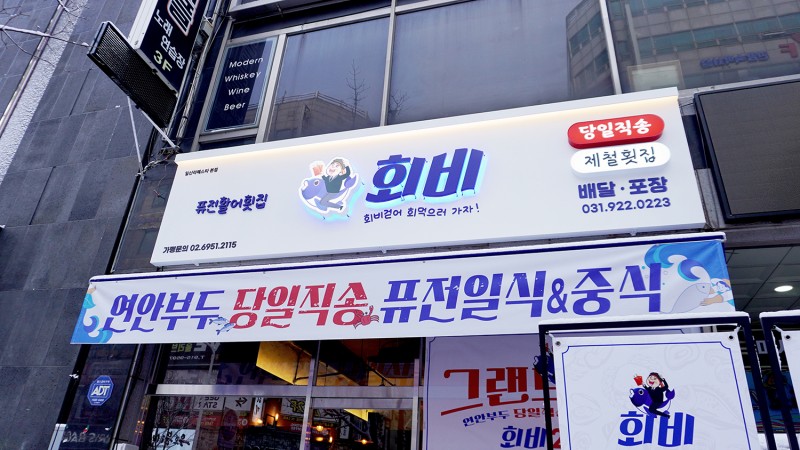 노래
연습장
3F
Modern
Whiskey
Wine
Beer
일산라페스타 본점
퓨전활어횟집
회비
회비걷어 회먹으러 가자!
당일직송
제철횟집
배달·포장
031.922.0223
가맹문의 02.6951.2115
연안부두 당일직송 퓨전일식&중식
ADT
그랜드
연안부두 당일직
회비
회비